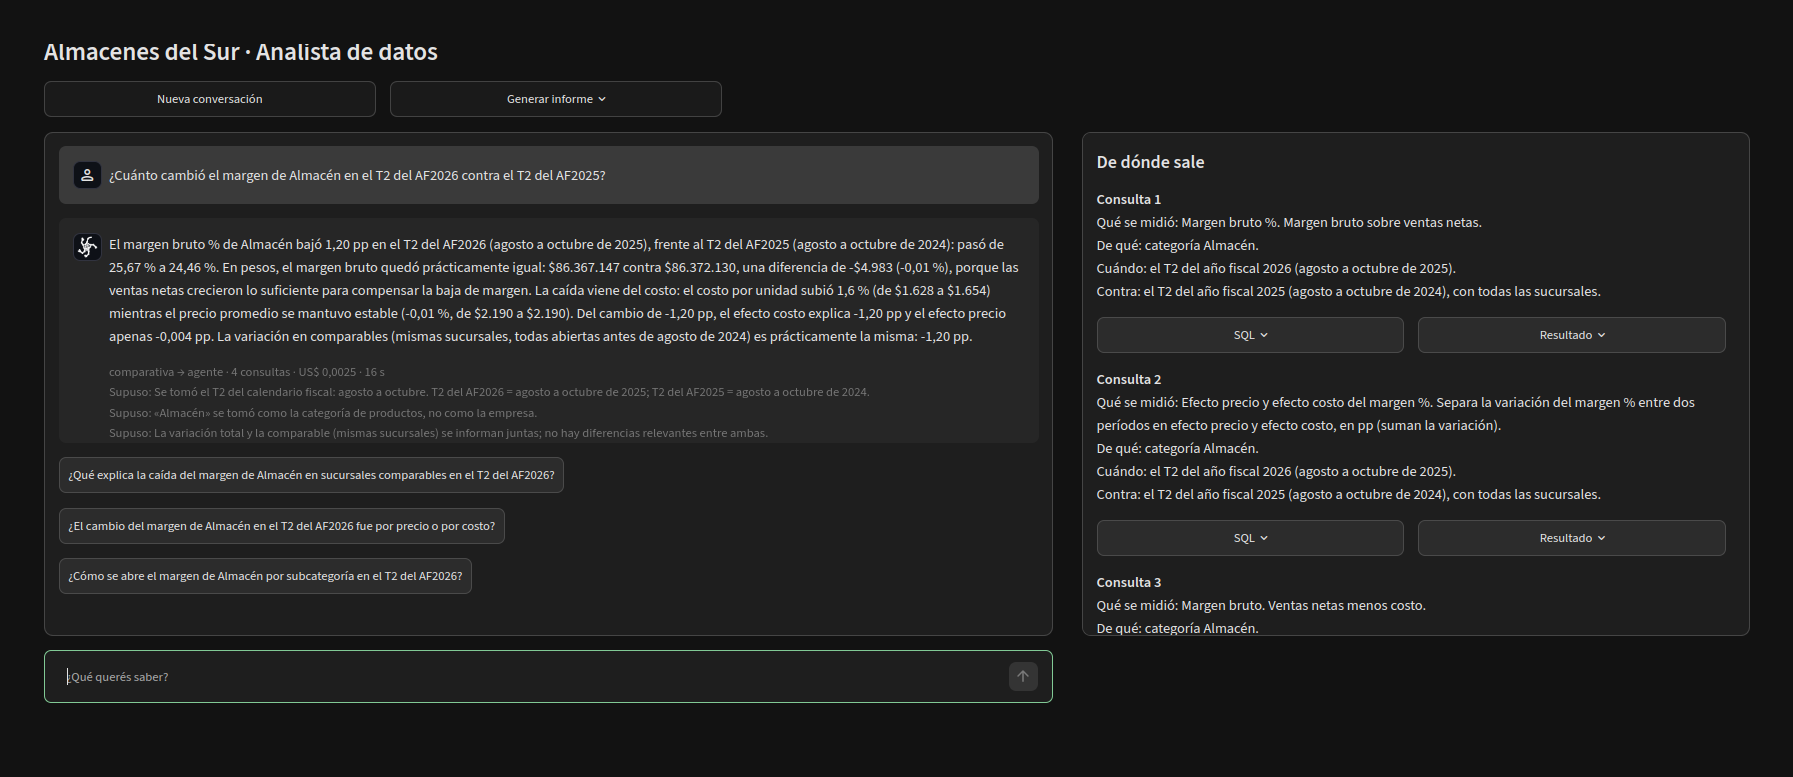 Almacenes del Sur · Analista de datos
Nueva conversación
Generar informe
¿Cuánto cambió el margen de Almacén en el T2 del AF2026 contra el T2 del AF2025?
El margen bruto % de Almacén bajó 1,20 pp en el T2 del AF2026 (agosto a octubre de 2025), frente al T2 del AF2025 (agosto a octubre de 2024): pasó de
25,67 % a 24,46 %. En pesos, el margen bruto quedó prácticamente igual: $86.367.147 contra $86.372.130, una diferencia de -$4.983 (-0,01 %), porque las
ventas netas crecieron lo suficiente para compensar la baja de margen. La caída viene del costo: el costo por unidad subió 1,6 % (de $1.628 a $1.654)
mientras el precio promedio se mantuvo estable (-0,01 %, de $2.190 a $2.190). Del cambio de -1,20 pp, el efecto costo explica -1,20 pp y el efecto precio
apenas -0,004 pp. La variación en comparables (mismas sucursales, todas abiertas antes de agosto de 2024) es prácticamente la misma: -1,20 pp.
comparativa → agente · 4 consultas · US$ 0,0025 · 16 s
Supuso: Se tomó el T2 del calendario fiscal: agosto a octubre. T2 del AF2026 = agosto a octubre de 2025; T2 del AF2025 = agosto a octubre de 2024.
Supuso: «Almacén» se tomó como la categoría de productos, no como la empresa.
Supuso: La variación total y la comparable (mismas sucursales) se informan juntas; no hay diferencias relevantes entre ambas.
¿Qué explica la caída del margen de Almacén en sucursales comparables en el T2 del AF2026?
¿El cambio del margen de Almacén en el T2 del AF2026 fue por precio o por costo?
¿Cómo se abre el margen de Almacén por subcategoría en el T2 del AF2026?
¿Qué querés saber?
De dónde sale
Consulta 1
Qué se midió: Margen bruto %. Margen bruto sobre ventas netas.
De qué: categoría Almacén.
Cuándo: el T2 del año fiscal 2026 (agosto a octubre de 2025).
Contra: el T2 del año fiscal 2025 (agosto a octubre de 2024), con todas las sucursales.
SQL
Resultado
Consulta 2
Qué se midió: Efecto precio y efecto costo del margen %. Separa la variación del margen % entre dos
períodos en efecto precio y efecto costo, en pp (suman la variación).
De qué: categoría Almacén.
Cuándo: el T2 del año fiscal 2026 (agosto a octubre de 2025).
Contra: el T2 del año fiscal 2025 (agosto a octubre de 2024), con todas las sucursales.
SQL
Resultado
Consulta 3
Qué se midió: Margen bruto. Ventas netas menos costo.
De qué: categoría Almacén.